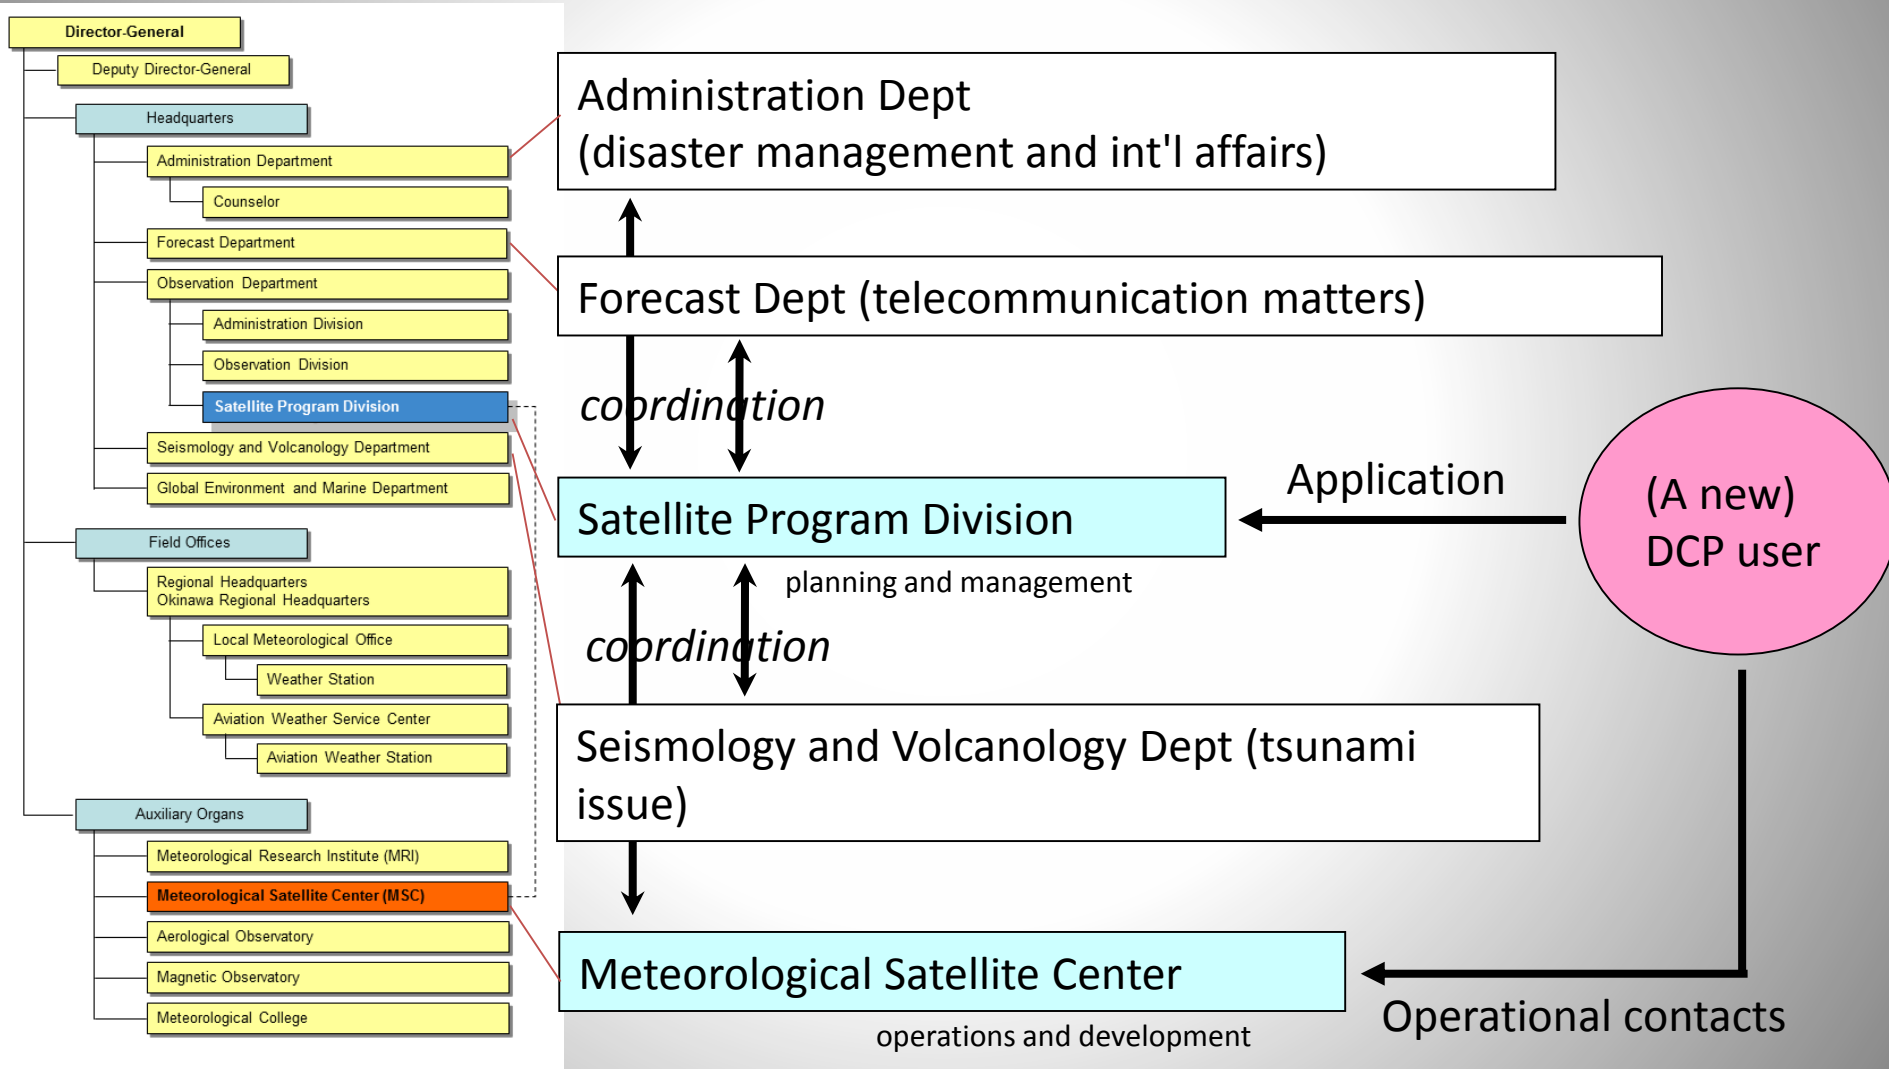 Director-General
Deputy Director-General
Headquarters
Administration Department
Counselor
Forecast Department
Observation Department
Administration Division
Observation Division
Satellite Program Division
Seismology and Volcanology Department
Global Environment and Marine Department
Field Offices
Regional Headquarters
Okinawa Regional Headquarters
Local Meteorological Office
Weather Station
Aviation Weather Service Center
Aviation Weather Station
Auxiliary Organs
Meteorological Research Institute (MRI)
Meteorological Satellite Center (MSC)
Aerological Observatory
Magnetic Observatory
Meteorological College
Administration Dept
(disaster management and int'l affairs)
Forecast Dept (telecommunication matters)
coordination
Satellite Program Division
planning and management
coordination
Seismology and Volcanology Dept (tsunami
issue)
Meteorological Satellite Center
operations and development
Application
(A new)
DCP user
Operational contacts